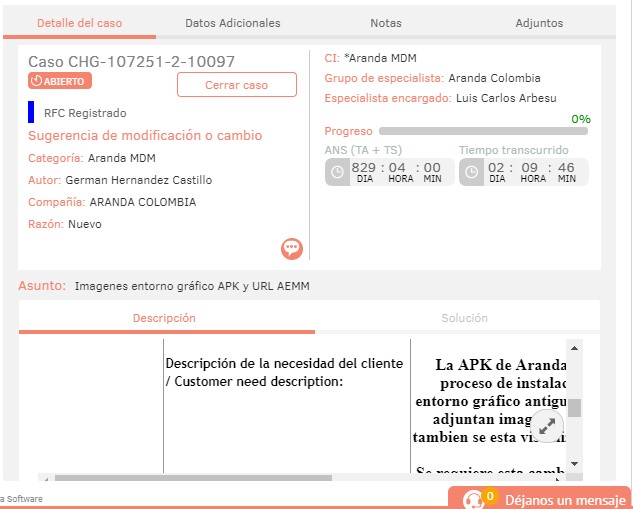 Detalle del caso
Datos Adicionales
Notas
Adjuntos
Caso CHG-107251-2-10097
ABIERTO
Cerrar caso
RFC Registrado
Sugerencia de modificación o cambio
Categoría: Aranda MDM
Autor: German Hernandez Castillo
Compañía: ARANDA COLOMBIA
Razón: Nuevo
CI: *Aranda MDM
Grupo de especialista: Aranda Colombia
Especialista encargado: Luis Carlos Arbesu
0%
Progreso
ANS (TA + TS)
829 : 04 : 00
DIA HORA MIN
Tiempo transcurrido
02 : 09 : 46
DIA HORA MIN
Asunto: Imagenes entorno gráfico APK y URL AEMM
Descripción
Solución
Descripción de la necesidad del cliente
/ Customer need description:
La APK de Aranda
proceso de instalac
entorno gráfico antigu
adjuntan imag
tambien se esta
Se requiere esta
a Software
0
Déjanos un mensaje